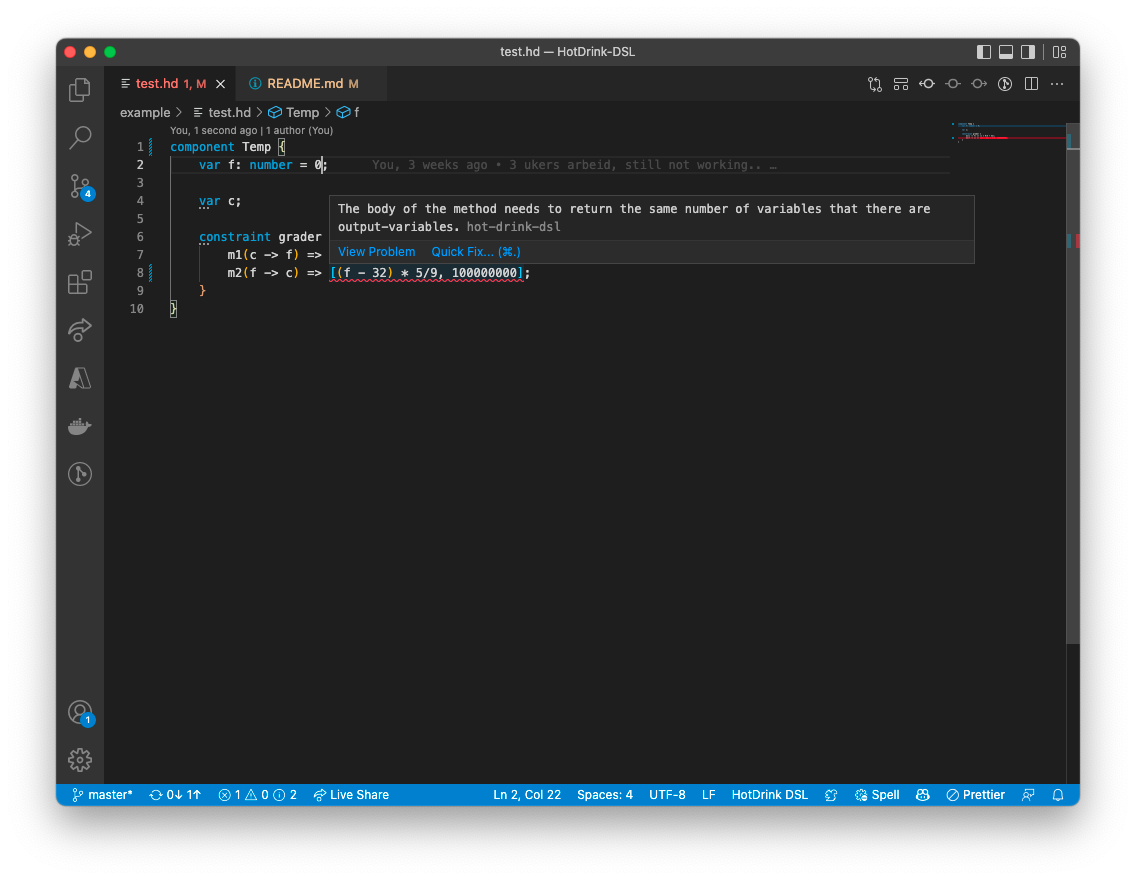 test.hd — HotDrink-DSL
test.hd 1, M
README.md M
example > test.hd > Temp > f
You, 1 second ago | 1 author (You)
1 component Temp {
2 var f: number = 0; You, 3 weeks ago • 3 ukers arbeid, still not working.. …
3
4 var c;
5
6 constraint grader
7 m1(c -> f) =>
8 m2(f -> c) => [(f - 32) * 5/9, 100000000];
9 }
10 }
The body of the method needs to return the same number of variables that there are
output-variables. hot-drink-dsl
View Problem Quick Fix... (⌘.)
4
1
master* 0↓ 1↑ 1 0 2 Live Share Ln 2, Col 22 Spaces: 4 UTF-8 LF HotDrink DSL Spell Prettier